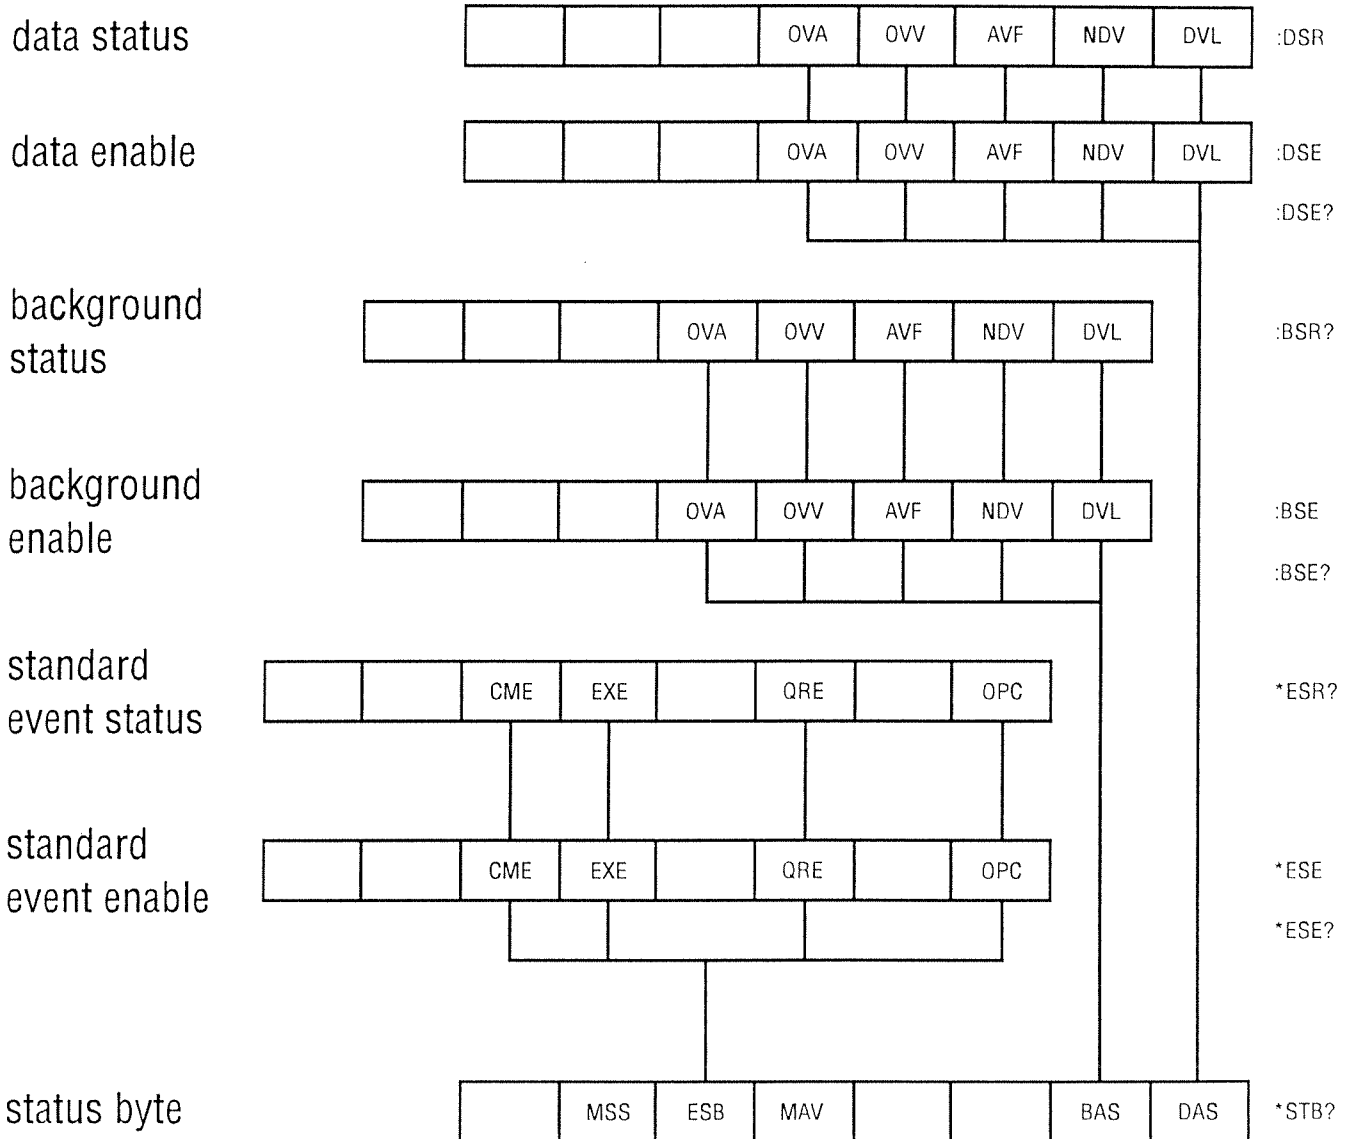 data status OVA OVV AVF NDV DVL :DSR
data enable OVA OVV AVF NDV DVL :DSE
:DSE?
background
status
OVA OVV AVF NDV DVL :BSR?
background
enable
OVA OVV AVF NDV DVL :BSE
:BSE?
standard
event status
CME EXE QRE OPC *ESR?
standard
event enable
CME EXE QRE OPC *ESE
*ESE?
status byte MSS ESB MAV BAS DAS *STB?